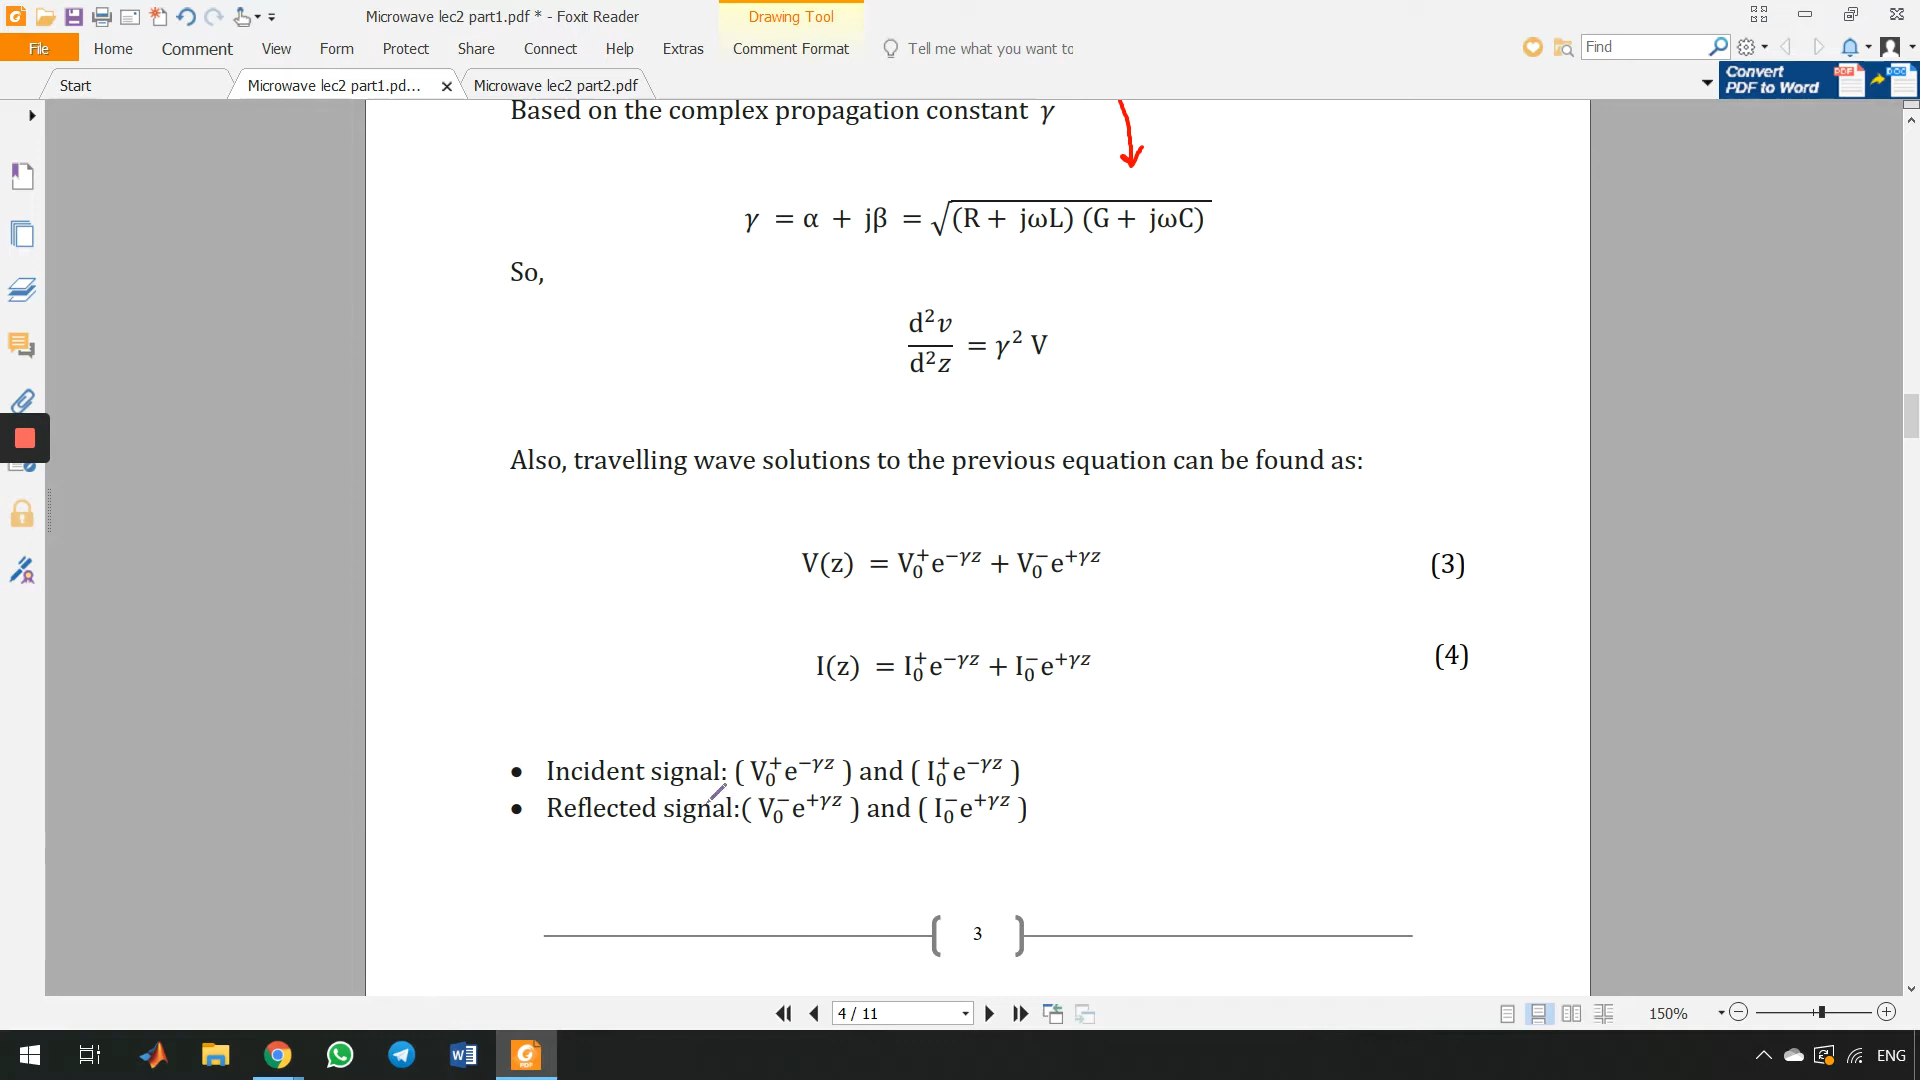 Microwave lec2 part1.pdf * - Foxit Reader
Drawing Tool
File Home Comment View Form Protect Share Connect Help Extras Comment Format Tell me what you want to
Find
Start Microwave lec2 part1.pd... Microwave lec2 part2.pdf
Convert
PDF to Word
PDF DOC
Based on the complex propagation constant γ
γ = α + jβ = √(R + jωL) (G + jωC)
So,
d²v
d²z = γ² V
Also, travelling wave solutions to the previous equation can be found as:
V(z) = V₀⁺e^−γz + V₀⁻e^+γz (3)
I(z) = I₀⁺e^−γz + I₀⁻e^+γz (4)
• Incident signal: ( V₀⁺e^−γz ) and ( I₀⁺e^−γz )
• Reflected signal:( V₀⁻e^+γz ) and ( I₀⁻e^+γz )
3
4 / 11
150%
ENG